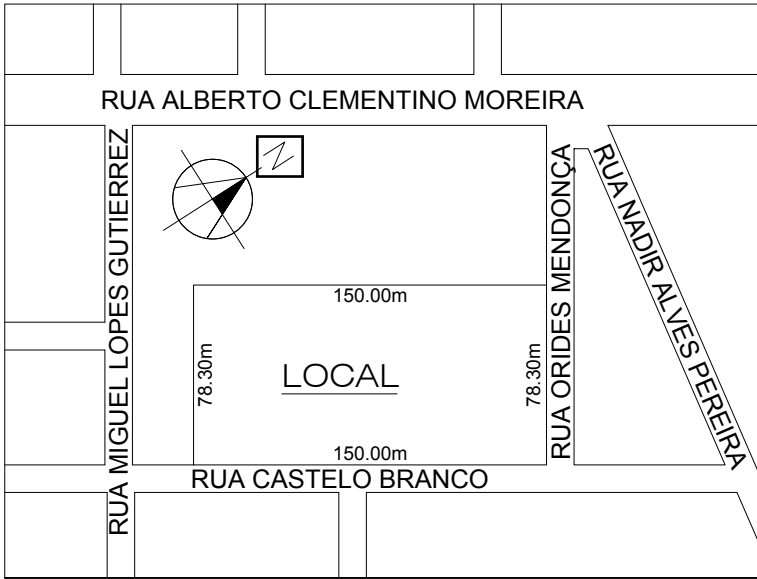 RUA ALBERTO CLEMENTINO MOREIRA
N
RUA MIGUEL LOPES GUTIERREZ
RUA ORIDES MENDONÇA
RUA NADIR ALVES PEREIRA
150.00m
78.30m
LOCAL
78.30m
150.00m
RUA CASTELO BRANCO